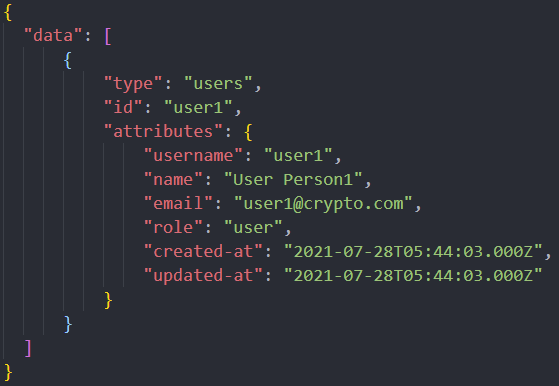 {
"data": [
{
"type": "users",
"id": "user1",
"attributes": {
"username": "user1",
"name": "User Person1",
"email": "user1@crypto.com",
"role": "user",
"created-at": "2021-07-28T05:44:03.000Z",
"updated-at": "2021-07-28T05:44:03.000Z"
}
}
]
}